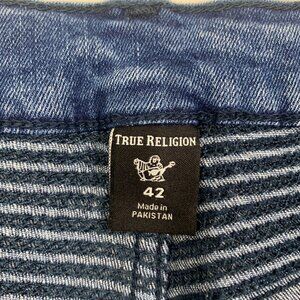 TRUE RELIGION
42
Made in
PAKISTAN